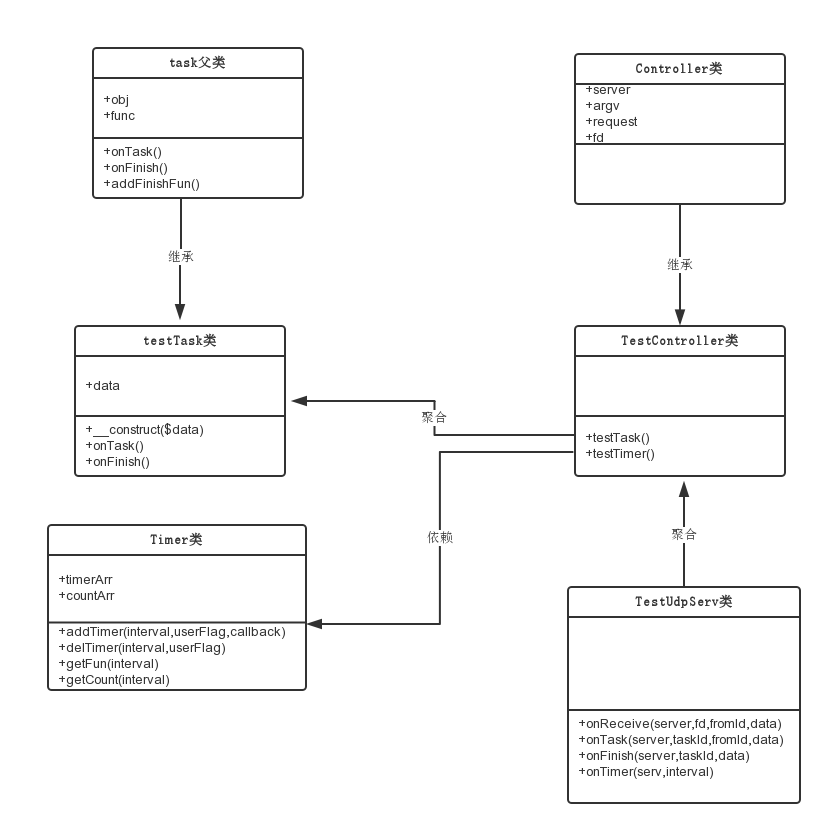 task父类
+obj
+func
+onTask()
+onFinish()
+addFinishFun()
Controller类
+server
+argv
+request
+fd
继承
继承
testTask类
+data
+__construct($data)
+onTask()
+onFinish()
TestController类
+testTask()
+testTimer()
聚合
依赖
聚合
Timer类
+timerArr
+countArr
+addTimer(interval,userFlag,callback)
+delTimer(interval,userFlag)
+getFun(interval)
+getCount(interval)
TestUdpServ类
+onReceive(server,fd,fromId,data)
+onTask(server,taskId,fromId,data)
+onFinish(server,taskId,data)
+onTimer(serv,interval)